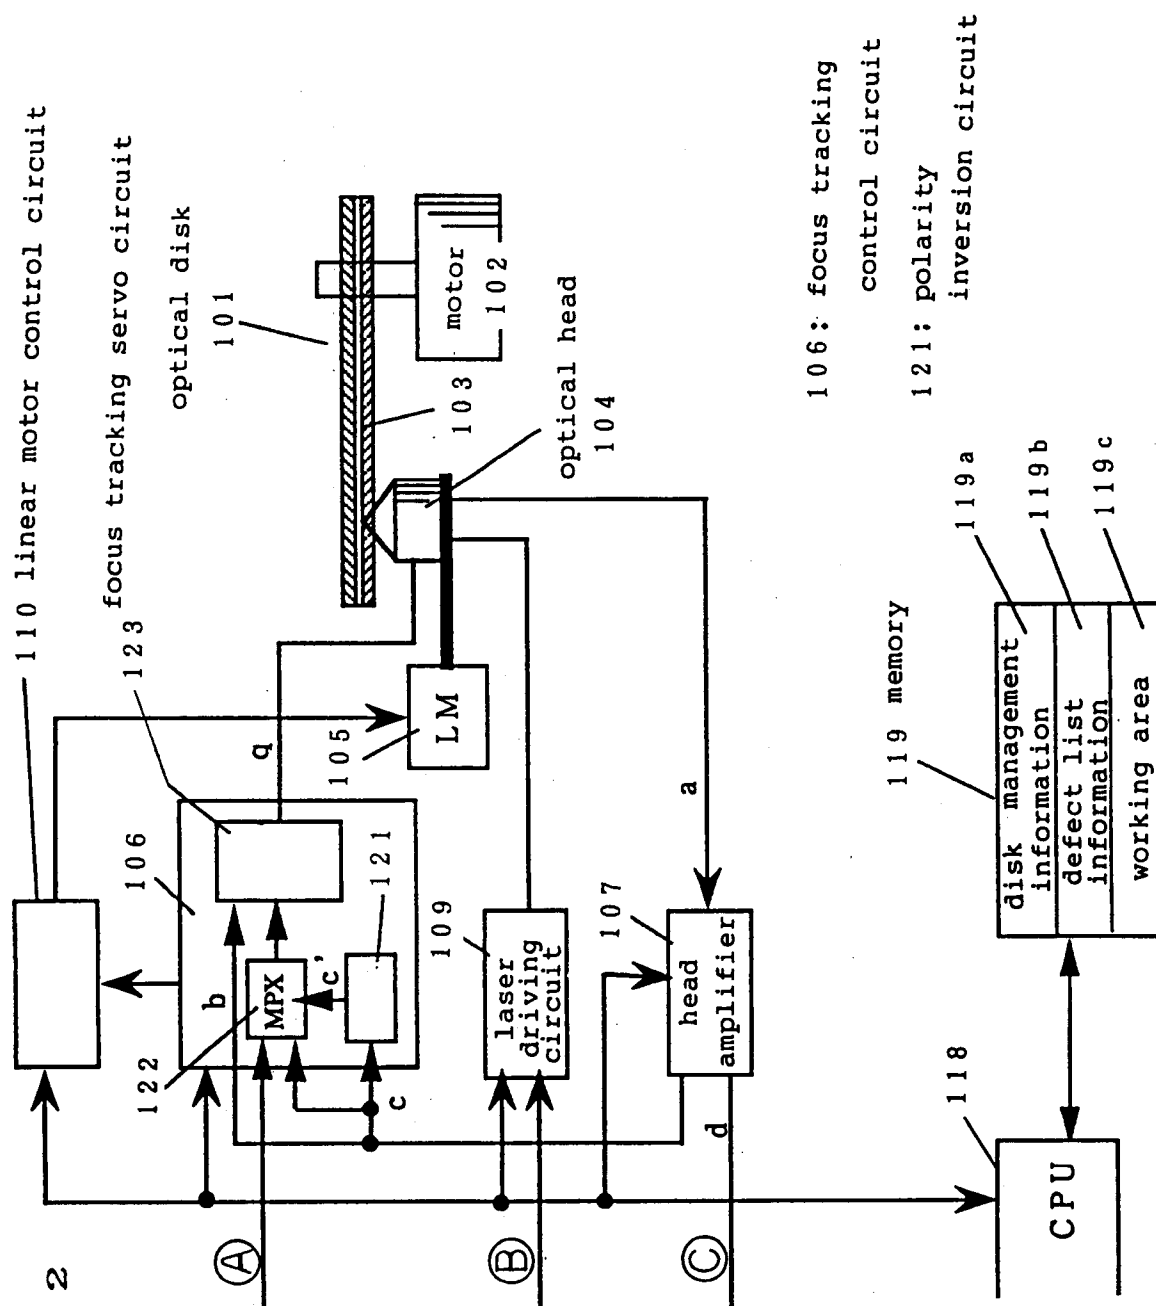 2
110 linear motor control circuit
focus tracking servo circuit
123
optical disk
101
106
q
105
LM
motor
102
103
optical head
104
b
122
MPX
c'
c
121
109
laser
driving
circuit
107
head
amplifier
a
d
A
B
C
106: focus tracking
control circuit
121: polarity
inversion circuit
118
CPU
119 memory
disk management
information
defect list
information
working area
119a
119b
119c